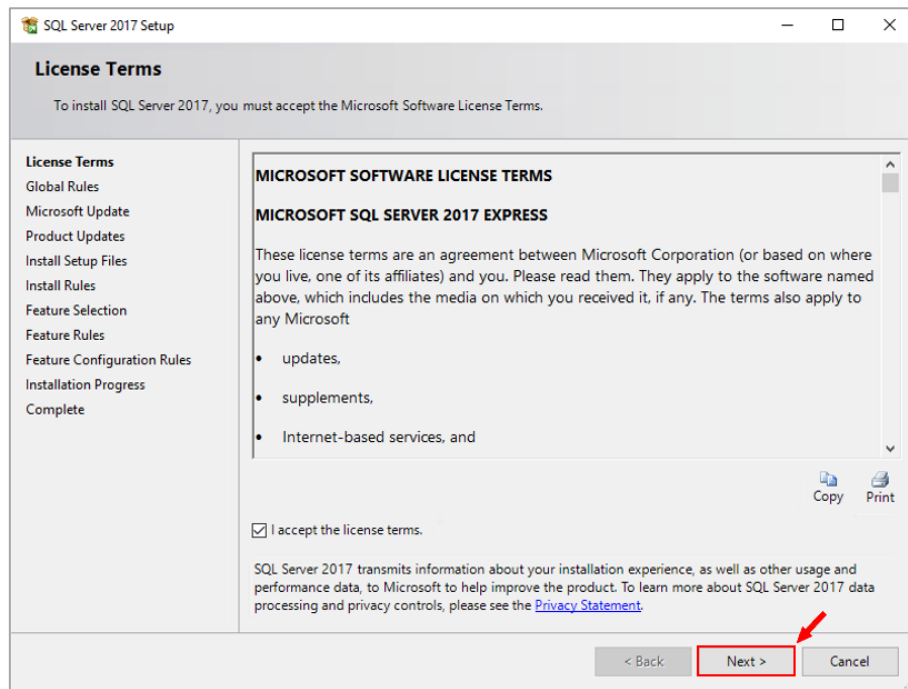 SQL Server 2017 Setup
License Terms
To install SQL Server 2017, you must accept the Microsoft Software License Terms.
License Terms
Global Rules
Microsoft Update
Product Updates
Install Setup Files
Install Rules
Feature Selection
Feature Rules
Feature Configuration Rules
Installation Progress
Complete
MICROSOFT SOFTWARE LICENSE TERMS
MICROSOFT SQL SERVER 2017 EXPRESS
These license terms are an agreement between Microsoft Corporation (or based on where
you live, one of its affiliates) and you. Please read them. They apply to the software named
above, which includes the media on which you received it, if any. The terms also apply to
any Microsoft
• updates,
• supplements,
• Internet-based services, and
Copy Print
I accept the license terms.
SQL Server 2017 transmits information about your installation experience, as well as other usage and
performance data, to Microsoft to help improve the product. To learn more about SQL Server 2017 data
processing and privacy controls, please see the Privacy Statement.
< Back Next > Cancel